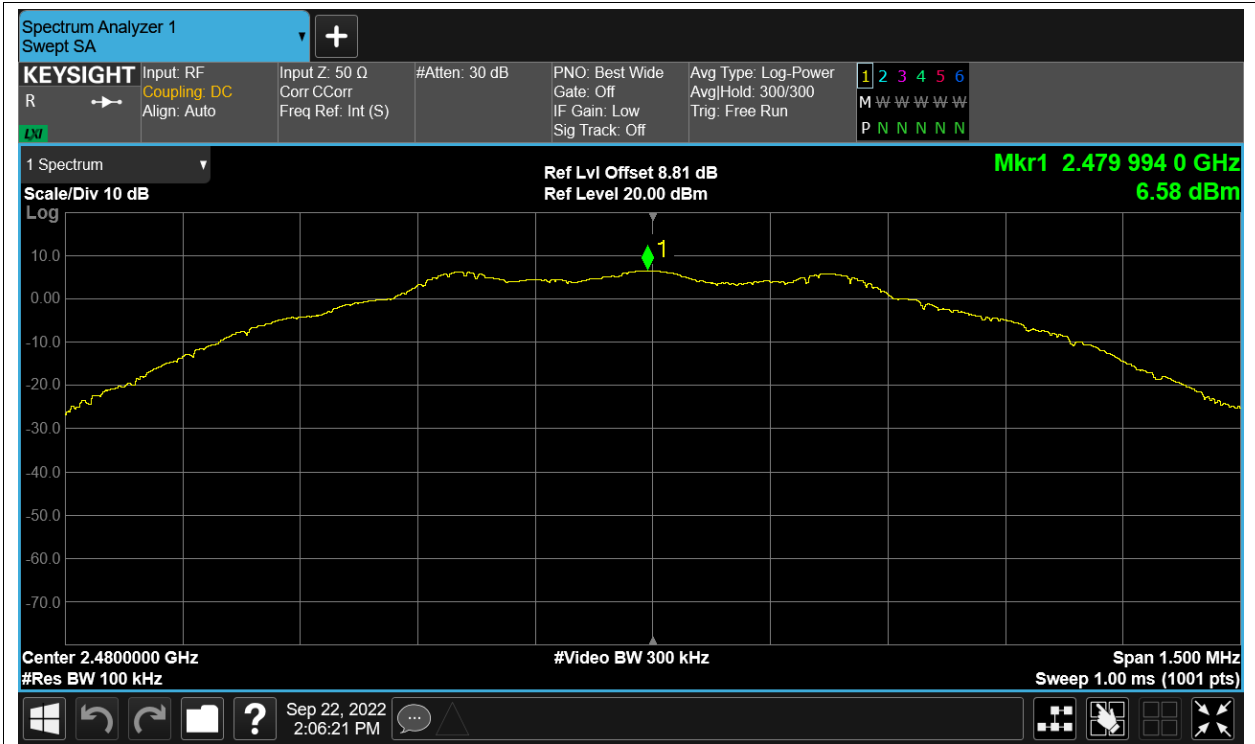 Spectrum Analyzer 1
Swept SA
KEYSIGHT
R
LXI
Input: RF
Coupling: DC
Align: Auto
Input Z: 50 Ω
Corr CCorr
Freq Ref: Int (S)
#Atten: 30 dB
PNO: Best Wide
Gate: Off
IF Gain: Low
Sig Track: Off
Avg Type: Log-Power
Avg|Hold: 300/300
Trig: Free Run
1 2 3 4 5 6
M W W W W W
P N N N N N
1 Spectrum
Scale/Div 10 dB
Log
Ref Lvl Offset 8.81 dB
Ref Level 20.00 dBm
Mkr1 2.479 994 0 GHz
6.58 dBm
1
10.0
0.00
-10.0
-20.0
-30.0
-40.0
-50.0
-60.0
-70.0
Center 2.4800000 GHz
#Video BW 300 kHz
Span 1.500 MHz
#Res BW 100 kHz
Sweep 1.00 ms (1001 pts)
?
Sep 22, 2022
2:06:21 PM